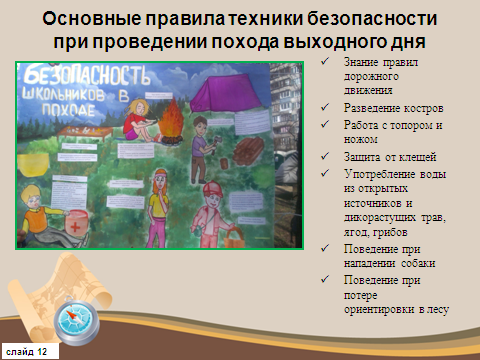 Основные правила техники безопасности
при проведении похода выходного дня
БЕЗОПАСНОСТЬ
ШКОЛЬНИКОВ В
ПОХОДЕ
✓ Знание правил
дорожного
движения
✓ Разведение костров
✓ Работа с топором и
ножом
✓ Защита от клещей
✓ Употребление воды
из открытых
источников и
дикорастущих трав,
ягод, грибов
✓ Поведение при
нападении собаки
✓ Поведение при
потере
ориентировки в лесу
слайд 12